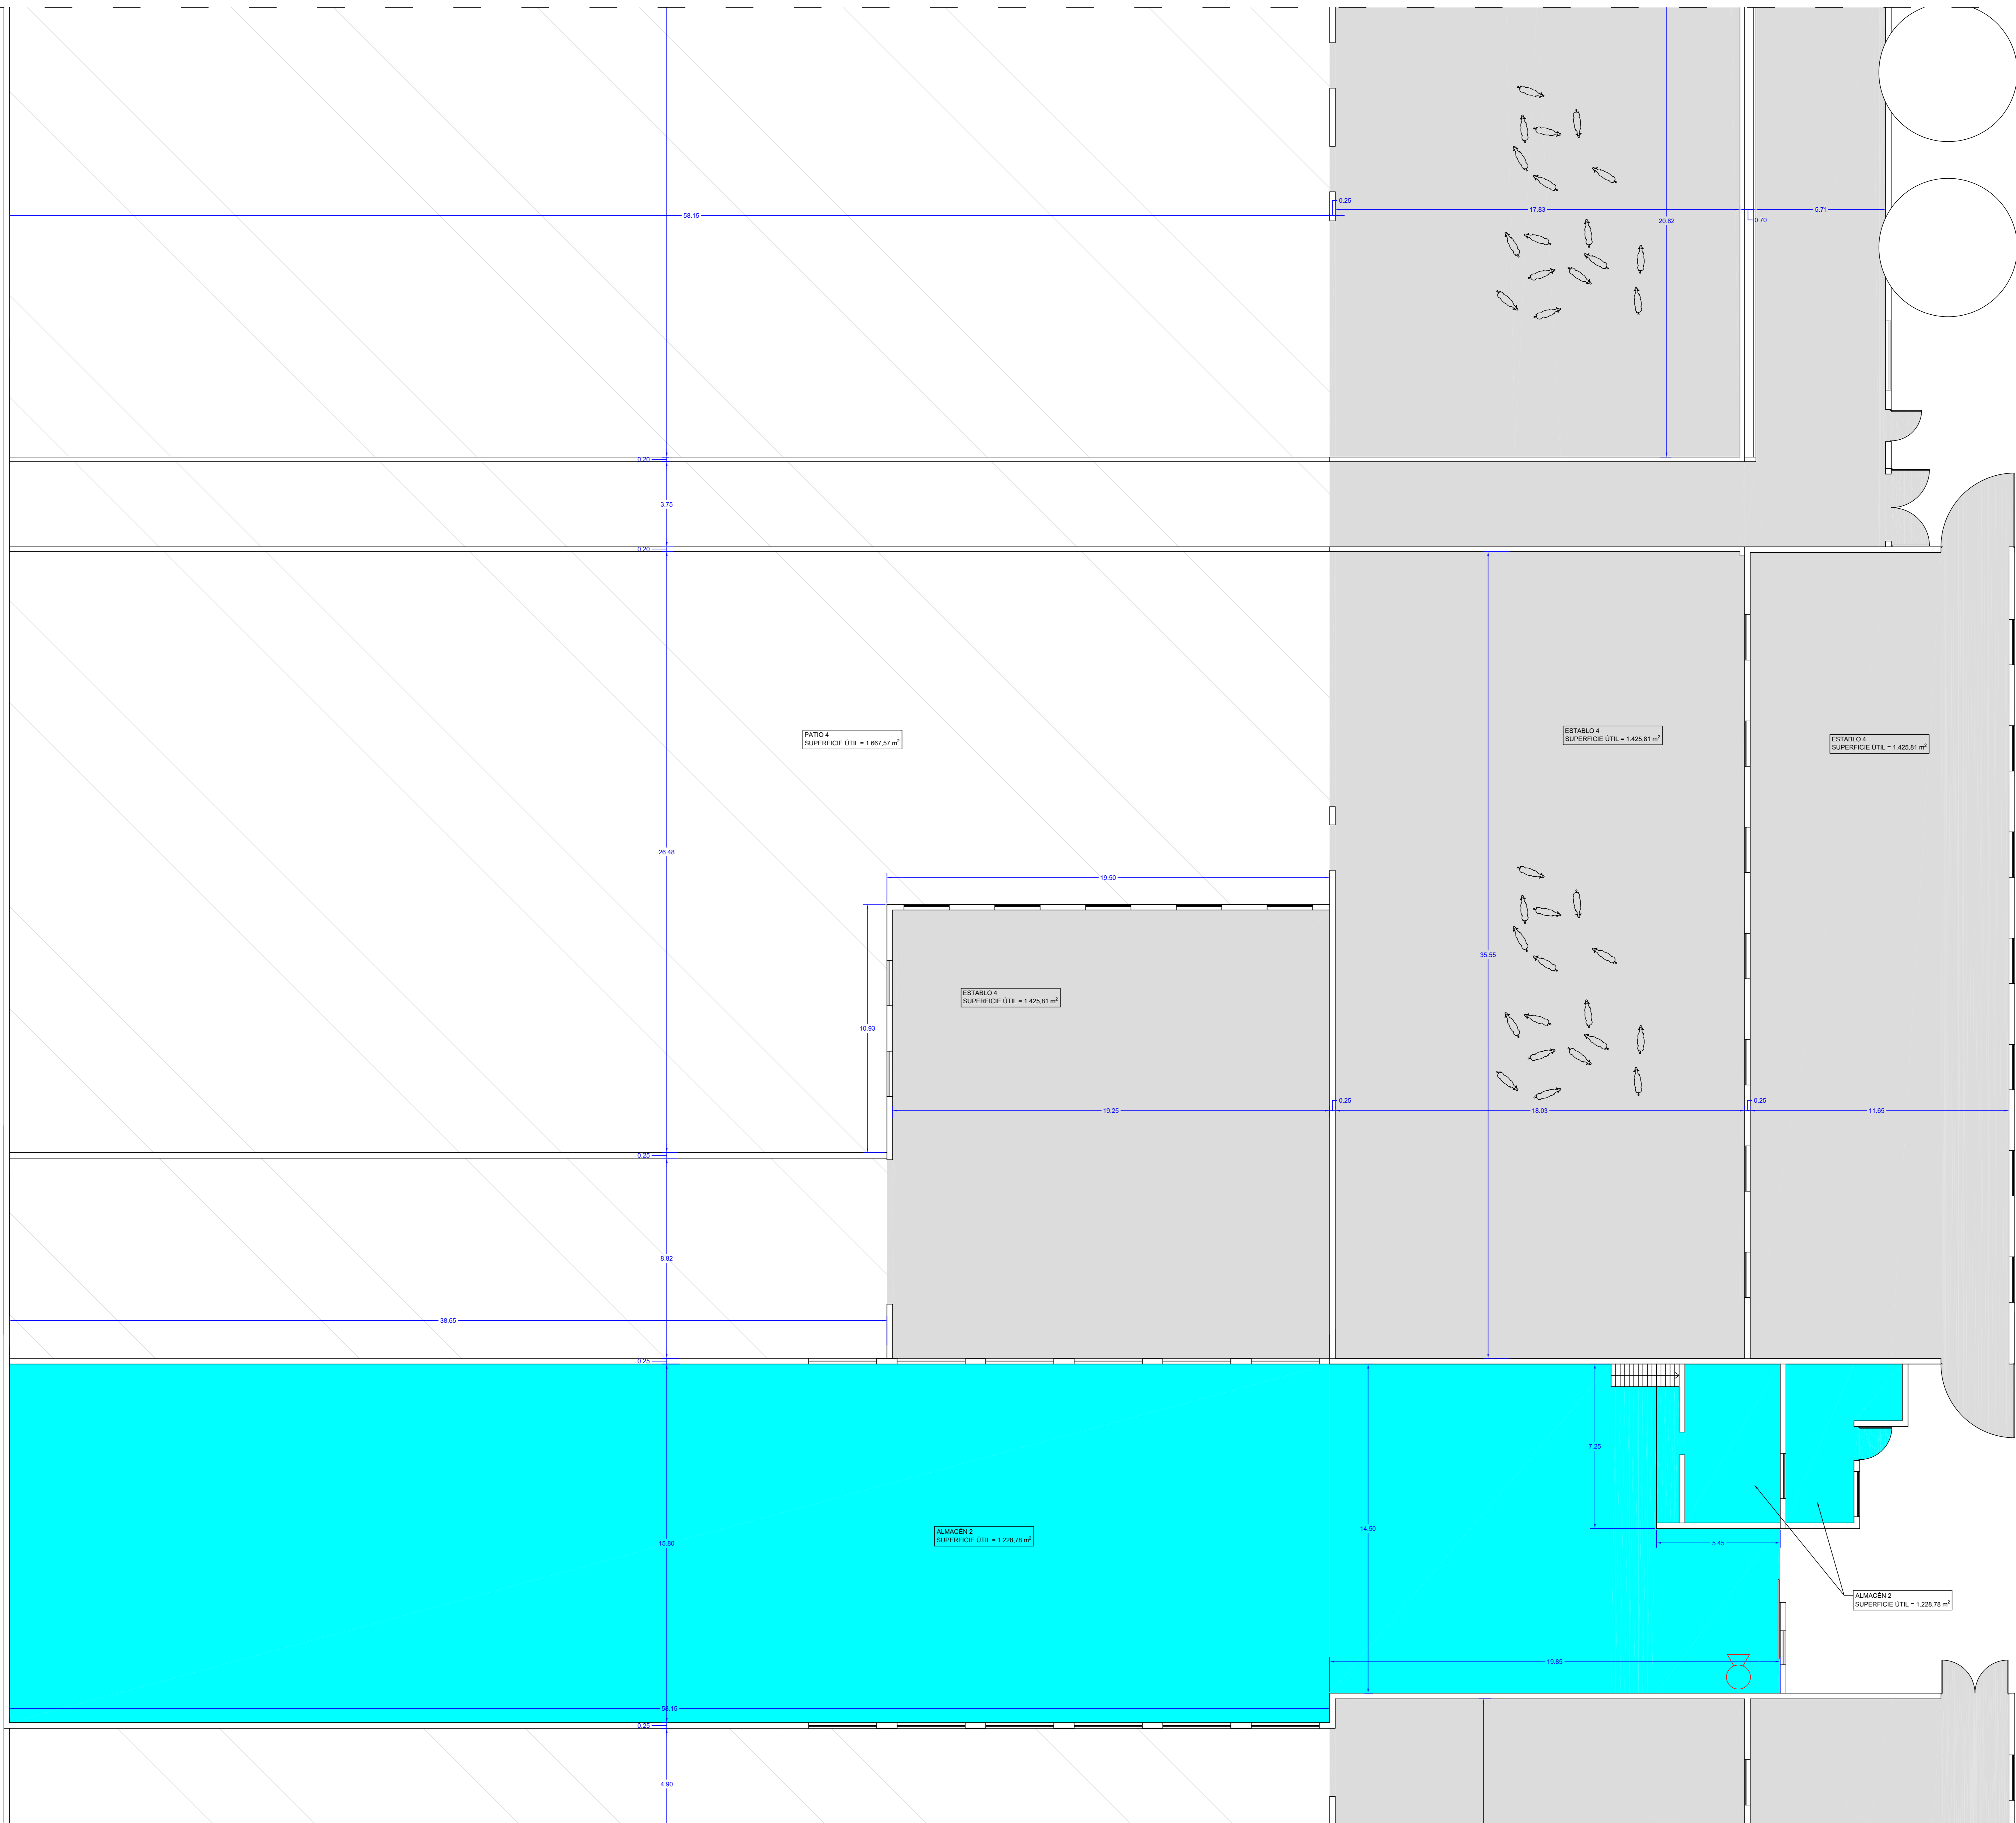 58.15
0.25
17.83
0.70
5.71
20.82
0.20
3.75
0.20
PATIO 4
SUPERFICIE ÚTIL = 1.667,57 m²
ESTABLO 4
SUPERFICIE ÚTIL = 1.425,81 m²
ESTABLO 4
SUPERFICIE ÚTIL = 1.425,81 m²
26.48
19.50
35.55
ESTABLO 4
SUPERFICIE ÚTIL = 1.425,81 m²
10.93
19.25
0.25
18.03
0.25
11.65
0.25
8.82
38.65
0.25
7.25
14.50
15.80
ALMACÉN 2
SUPERFICIE ÚTIL = 1.228,78 m²
5.45
ALMACÉN 2
SUPERFICIE ÚTIL = 1.228,78 m²
19.85
58.15
0.25
4.90